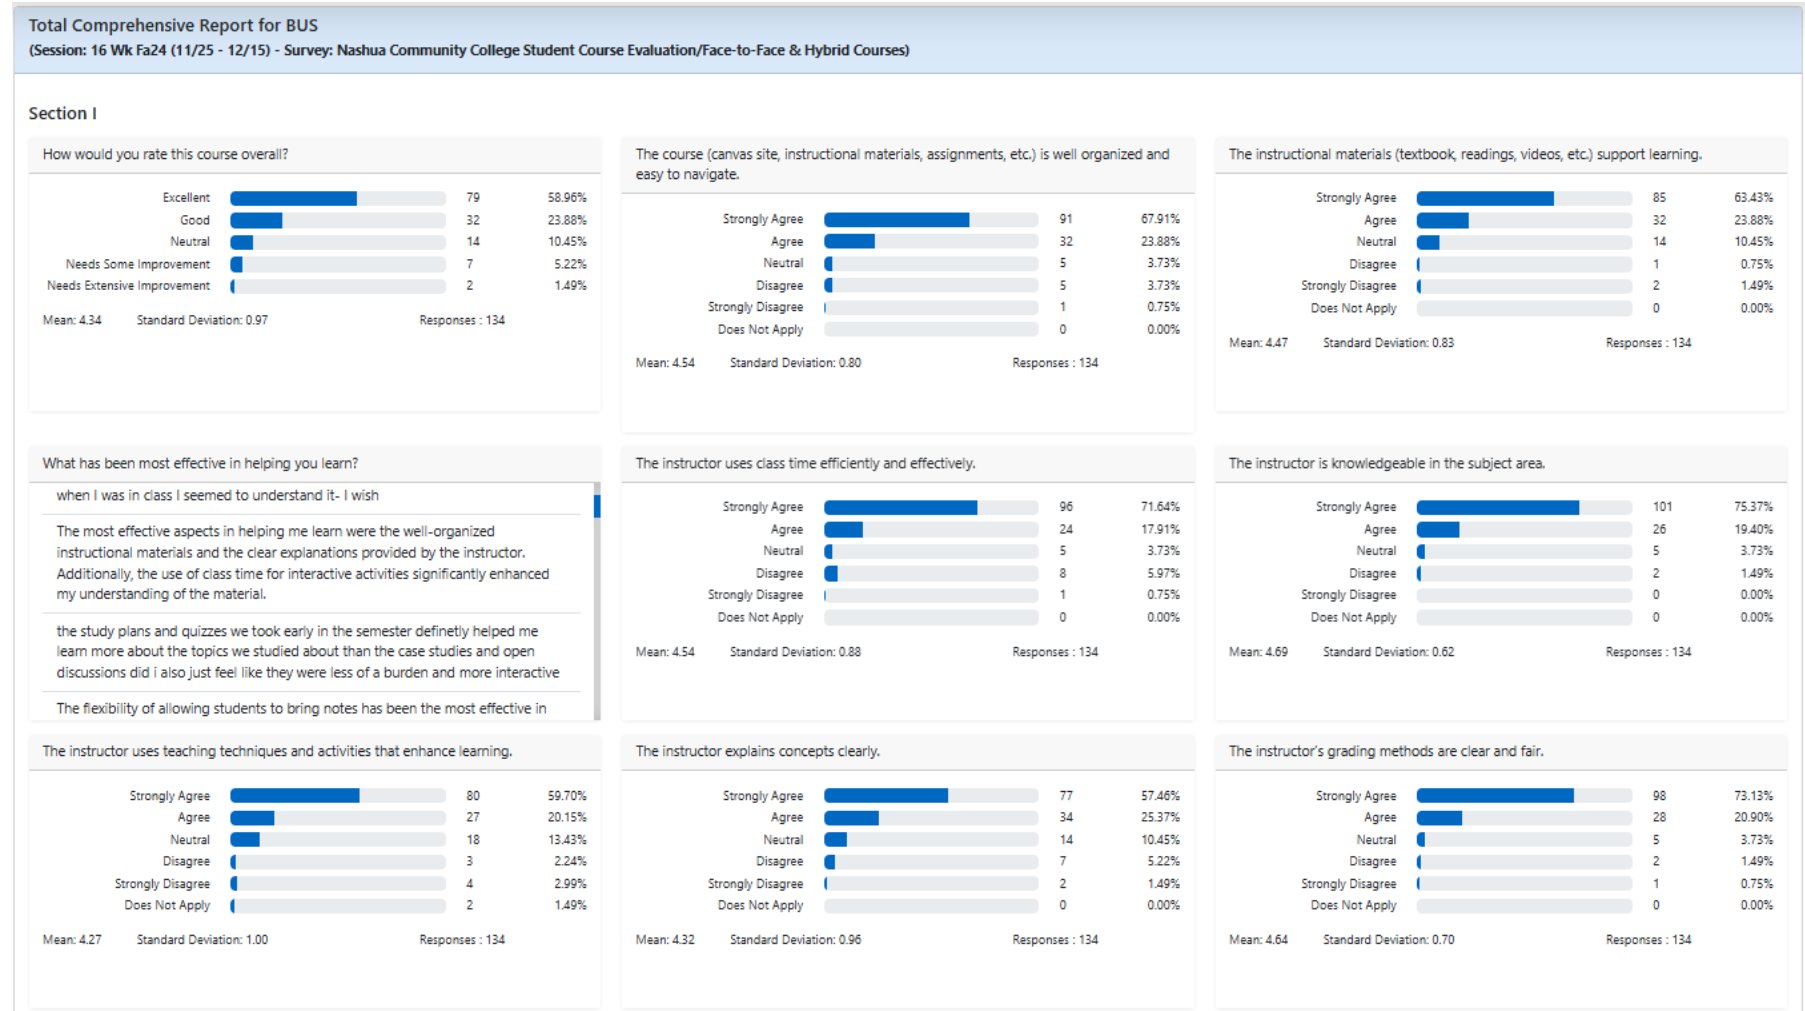 Total Comprehensive Report for BUS
(Session: 16 Wk Fa24 (11/25 - 12/15) - Survey: Nashua Community College Student Course Evaluation/Face-to-Face & Hybrid Courses)
Section I
How would you rate this course overall?
Excellent 79 58.96%
Good 32 23.88%
Neutral 14 10.45%
Needs Some Improvement 7 5.22%
Needs Extensive Improvement 2 1.49%
Mean: 4.34 Standard Deviation: 0.97 Responses : 134
The course (canvas site, instructional materials, assignments, etc.) is well organized and
easy to navigate.
Strongly Agree 91 67.91%
Agree 32 23.88%
Neutral 5 3.73%
Disagree 5 3.73%
Strongly Disagree 1 0.75%
Does Not Apply 0 0.00%
Mean: 4.54 Standard Deviation: 0.80 Responses : 134
The instructional materials (textbook, readings, videos, etc.) support learning.
Strongly Agree 85 63.43%
Agree 32 23.88%
Neutral 14 10.45%
Disagree 1 0.75%
Strongly Disagree 2 1.49%
Does Not Apply 0 0.00%
Mean: 4.47 Standard Deviation: 0.83 Responses : 134
What has been most effective in helping you learn?
when I was in class I seemed to understand it- I wish
The most effective aspects in helping me learn were the well-organized
instructional materials and the clear explanations provided by the instructor.
Additionally, the use of class time for interactive activities significantly enhanced
my understanding of the material.
the study plans and quizzes we took early in the semester definetly helped me
learn more about the topics we studied about than the case studies and open
discussions did i also just feel like they were less of a burden and more interactive
The flexibility of allowing students to bring notes has been the most effective in
The instructor uses class time efficiently and effectively.
Strongly Agree 96 71.64%
Agree 24 17.91%
Neutral 5 3.73%
Disagree 8 5.97%
Strongly Disagree 1 0.75%
Does Not Apply 0 0.00%
Mean: 4.54 Standard Deviation: 0.88 Responses : 134
The instructor is knowledgeable in the subject area.
Strongly Agree 101 75.37%
Agree 26 19.40%
Neutral 5 3.73%
Disagree 2 1.49%
Strongly Disagree 0 0.00%
Does Not Apply 0 0.00%
Mean: 4.69 Standard Deviation: 0.62 Responses : 134
The instructor uses teaching techniques and activities that enhance learning.
Strongly Agree 80 59.70%
Agree 27 20.15%
Neutral 18 13.43%
Disagree 3 2.24%
Strongly Disagree 4 2.99%
Does Not Apply 2 1.49%
Mean: 4.27 Standard Deviation: 1.00 Responses : 134
The instructor explains concepts clearly.
Strongly Agree 77 57.46%
Agree 34 25.37%
Neutral 14 10.45%
Disagree 7 5.22%
Strongly Disagree 2 1.49%
Does Not Apply 0 0.00%
Mean: 4.32 Standard Deviation: 0.96 Responses : 134
The instructor's grading methods are clear and fair.
Strongly Agree 98 73.13%
Agree 28 20.90%
Neutral 5 3.73%
Disagree 2 1.49%
Strongly Disagree 1 0.75%
Does Not Apply 0 0.00%
Mean: 4.64 Standard Deviation: 0.70 Responses : 134